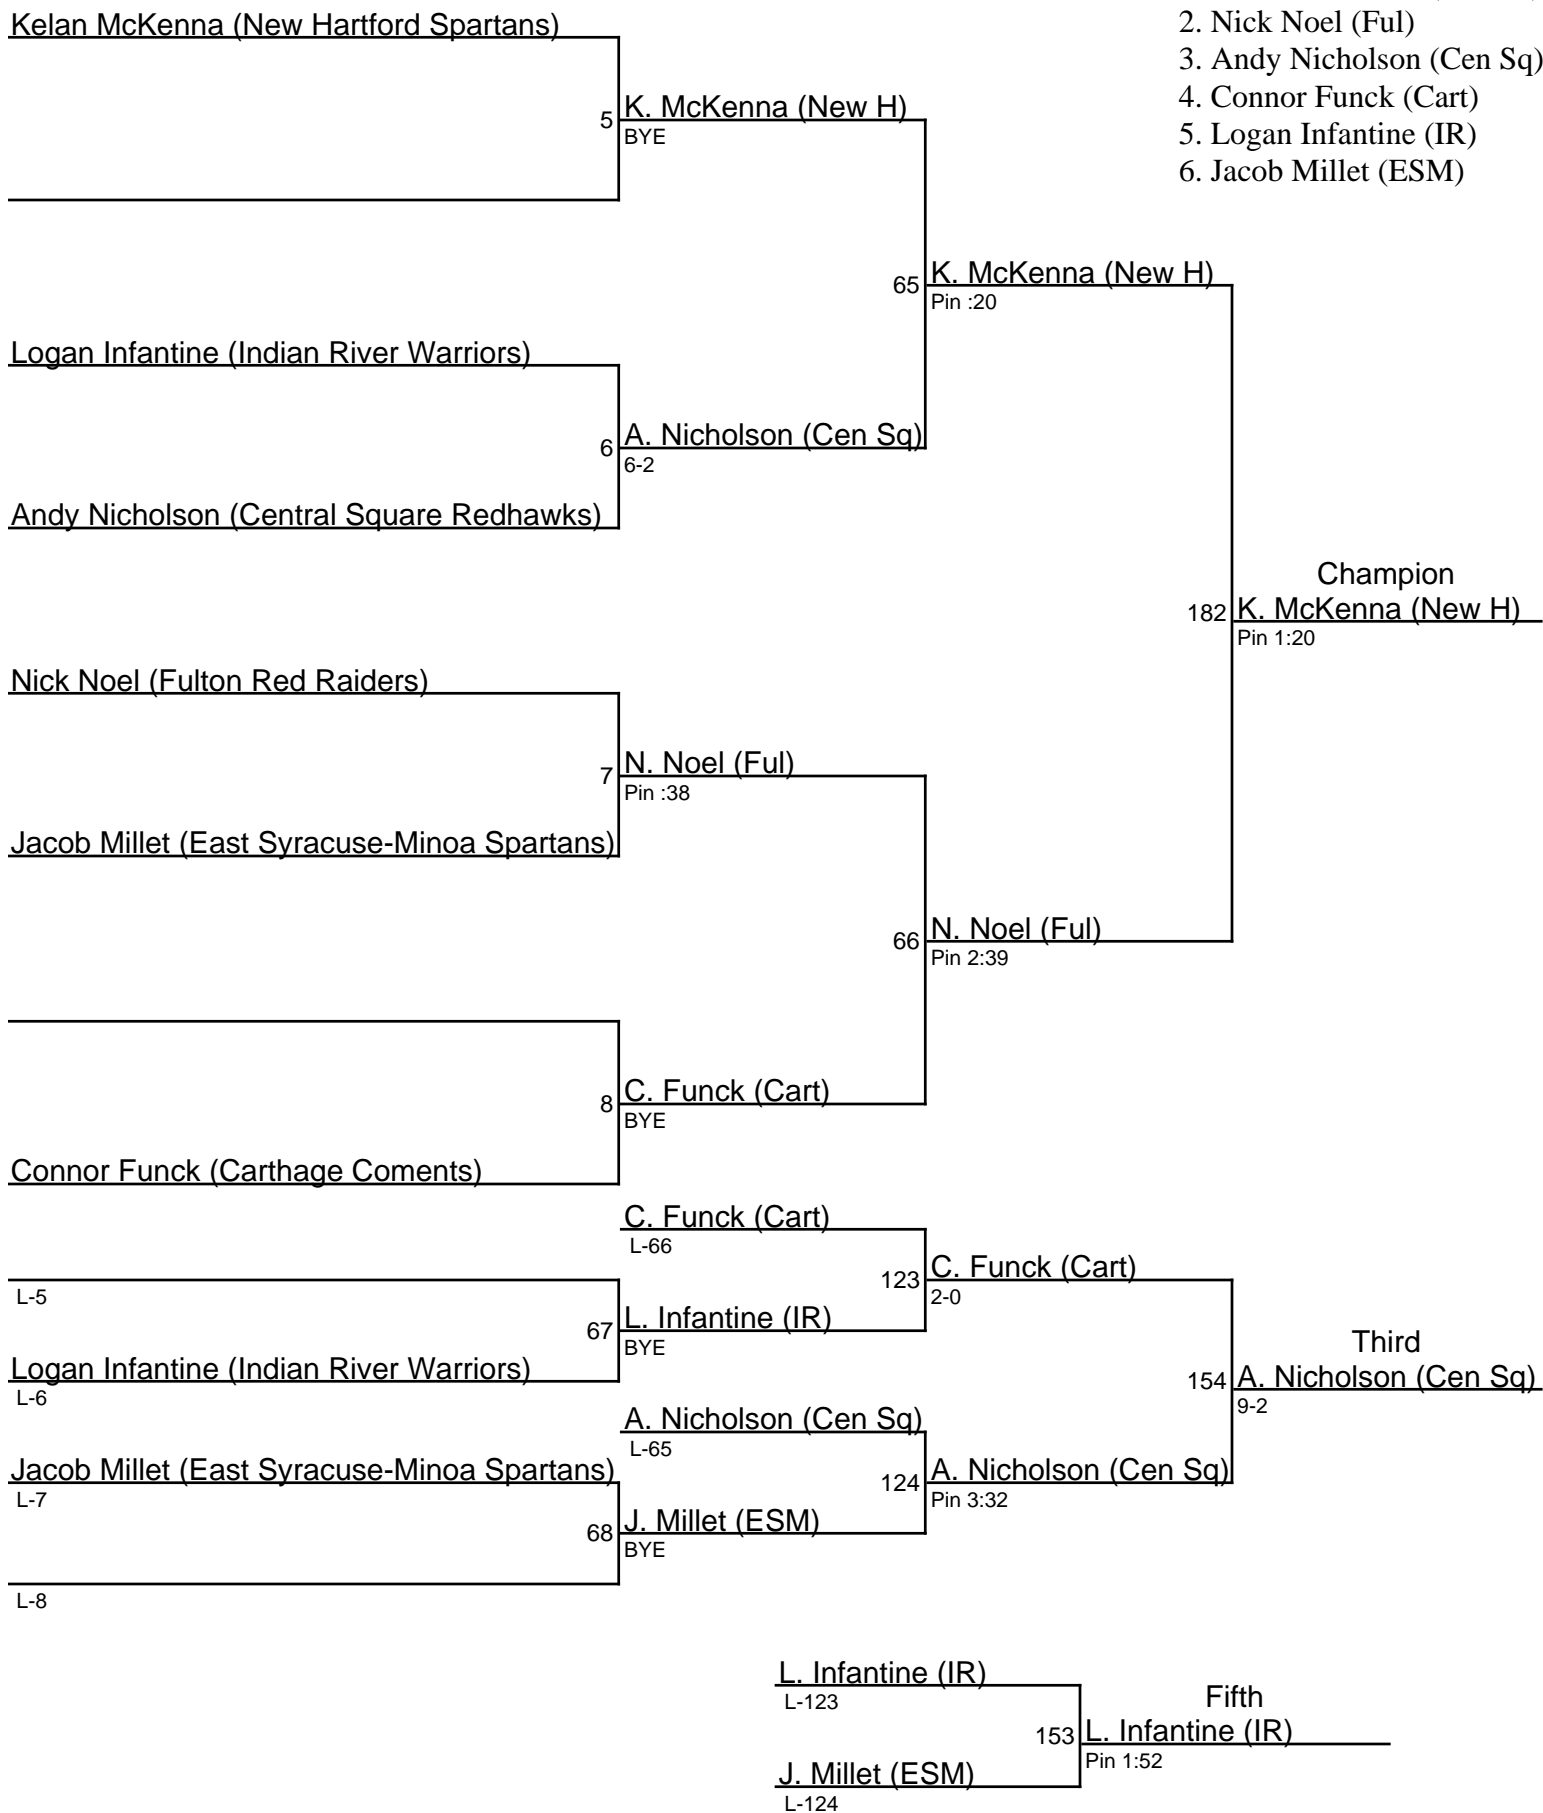 Kelan McKenna (New Hartford Spartans)
2. Nick Noel (Ful)
3. Andy Nicholson (Cen Sq)
4. Connor Funck (Cart)
5. Logan Infantine (IR)
6. Jacob Millet (ESM)
5 K. McKenna (New H)
BYE
65 K. McKenna (New H)
Pin :20
Logan Infantine (Indian River Warriors)
6 A. Nicholson (Cen Sq)
6-2
Andy Nicholson (Central Square Redhawks)
Champion
182 K. McKenna (New H)
Pin 1:20
Nick Noel (Fulton Red Raiders)
7 N. Noel (Ful)
Pin :38
Jacob Millet (East Syracuse-Minoa Spartans)
66 N. Noel (Ful)
Pin 2:39
8 C. Funck (Cart)
BYE
Connor Funck (Carthage Coments)
C. Funck (Cart)
L-66
123 C. Funck (Cart)
2-0
L-5
67 L. Infantine (IR)
BYE
Logan Infantine (Indian River Warriors)
L-6
Third
154 A. Nicholson (Cen Sq)
9-2
A. Nicholson (Cen Sq)
L-65
Jacob Millet (East Syracuse-Minoa Spartans)
L-7
124 A. Nicholson (Cen Sq)
Pin 3:32
68 J. Millet (ESM)
BYE
L-8
L. Infantine (IR)
L-123
Fifth
153 L. Infantine (IR)
Pin 1:52
J. Millet (ESM)
L-124